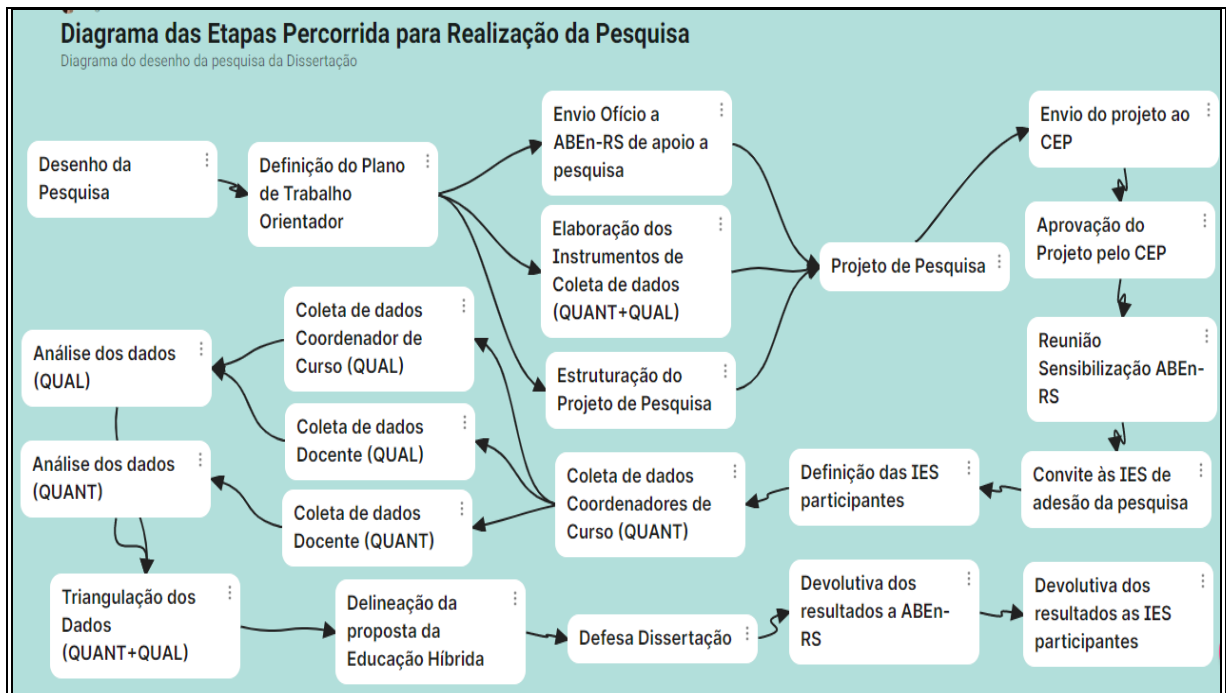 Diagrama das Etapas Percorrida para Realização da Pesquisa
Diagrama do desenho da pesquisa da Dissertação
Desenho da
Pesquisa
Definição do Plano
de Trabalho
Orientador
Envio Ofício a
ABEn-RS de apoio a
pesquisa
Elaboração dos
Instrumentos de
Coleta de dados
(QUANT+QUAL)
Estruturação do
Projeto de Pesquisa
Projeto de Pesquisa
Envio do projeto ao
CEP
Aprovação do
Projeto pelo CEP
Reunião
Sensibilização ABEn-
RS
Convite às IES de
adesão da pesquisa
Definição das IES
participantes
Coleta de dados
Coordenadores de
Curso (QUANT)
Coleta de dados
Coordenador de
Curso (QUAL)
Coleta de dados
Docente (QUAL)
Coleta de dados
Docente (QUANT)
Análise dos dados
(QUAL)
Análise dos dados
(QUANT)
Triangulação dos
Dados
(QUANT+QUAL)
Delineação da
proposta da
Educação Híbrida
Defesa Dissertação
Devolutiva dos
resultados a ABEn-
RS
Devolutiva dos
resultados as IES
participantes